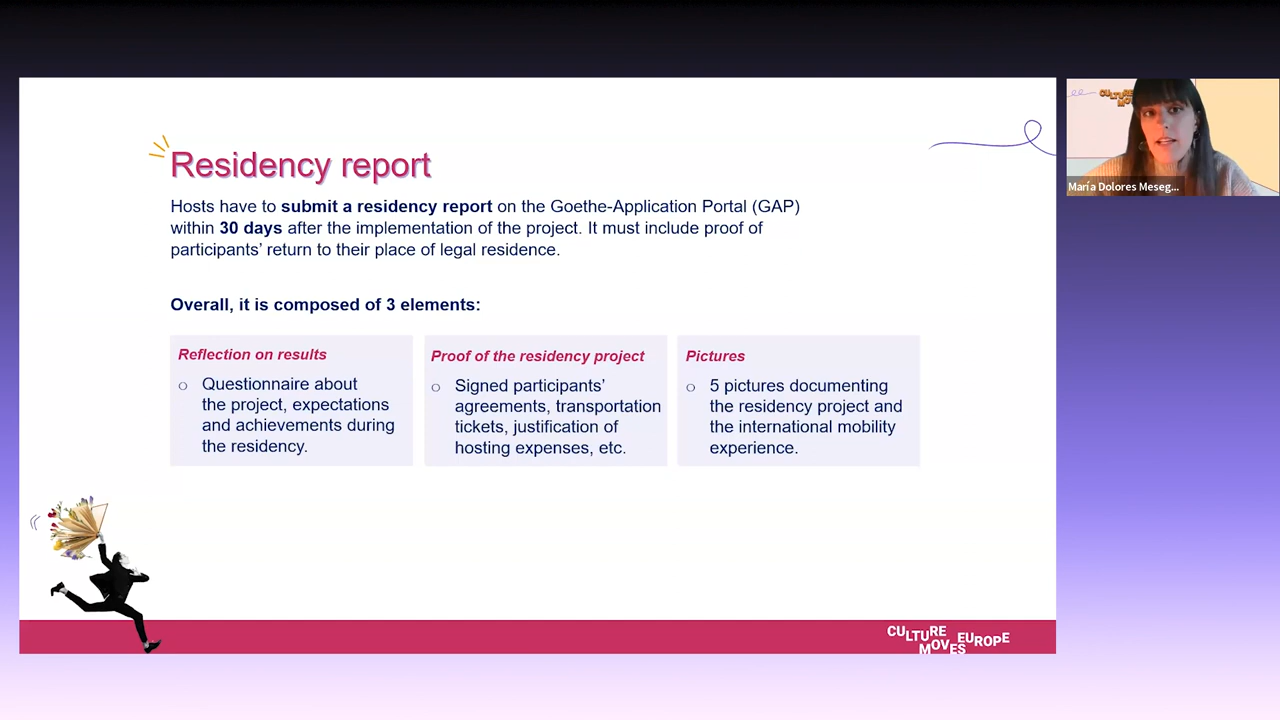 Residency report
Hosts have to submit a residency report on the Goethe-Application Portal (GAP)
within 30 days after the implementation of the project. It must include proof of
participants' return to their place of legal residence.
Overall, it is composed of 3 elements:
Reflection on results
○ Questionnaire about
the project, expectations
and achievements during
the residency.
Proof of the residency project
○ Signed participants'
agreements, transportation
tickets, justification of
hosting expenses, etc.
Pictures
○ 5 pictures documenting
the residency project and
the international mobility
experience.
CULTURE
MOVES EUROPE
CULTURE
MO
María Dolores Meseg...